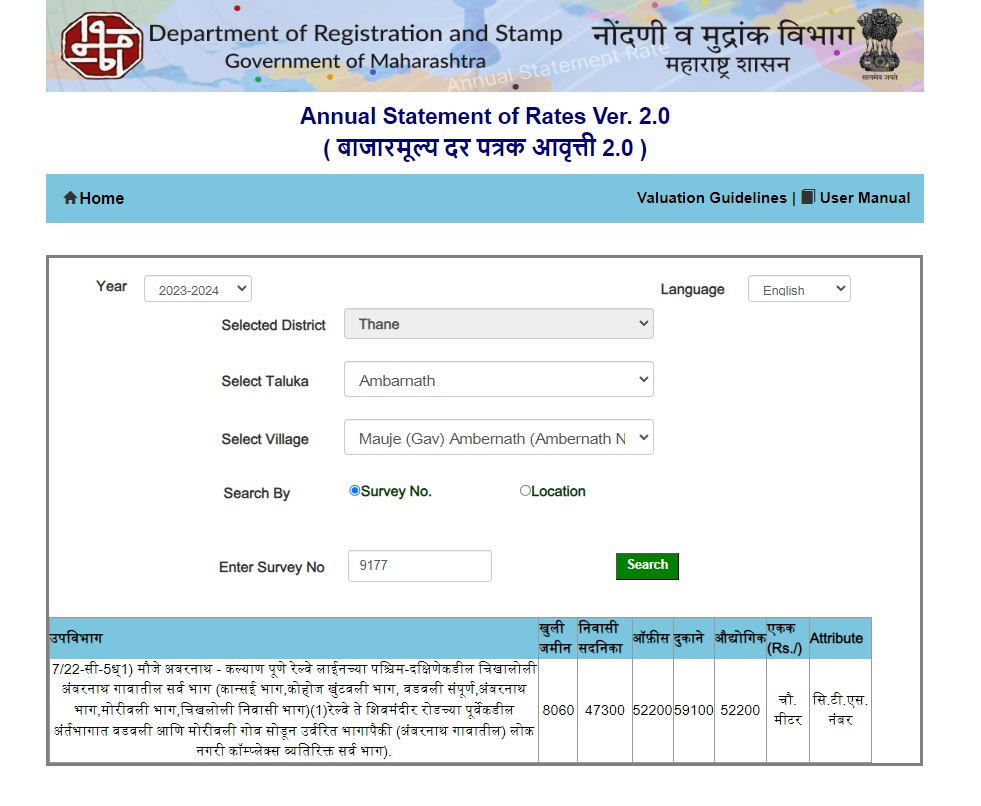 Department of Registration and Stamp
Government of Maharashtra
नोंदणी व मुद्रांक विभाग
महाराष्ट्र शासन
सत्यमेव जयते
Annual Statement Rate
Annual Statement of Rates Ver. 2.0
( बाजारमूल्य दर पत्रक आवृत्ती 2.0 )
Home
Valuation Guidelines | User Manual
Year 2023-2024 Language English
Selected District Thane
Select Taluka Ambarnath
Select Village Mauje (Gav) Ambernath (Ambernath N
Search By Survey No. Location
Enter Survey No 9177 Search
उपविभाग खुली जमीन निवासी सदनिका ऑफ़ीस दुकाने औद्योगिक एकक (Rs./) Attribute
7/22-सी-5ध्1) मौजे अबरनाथ - कल्याण पूणे रेल्वे लाईनच्या पश्चिम-दक्षिणेकडील चिखालोली
अंबरनाथ गावातील सर्व भाग (कान्सई भाग,कोहोज खुंटवली भाग, वडवली संपूर्ण,अंबरनाथ
भाग,मोरीवली भाग,चिखलोली निवासी भाग)(1)रेल्वे ते शिवमंदीर रोडच्या पूर्वेकडील
अंर्तभागात वडवली आणि मोरीवली गोव सोडून उर्वरित भागापैकी (अंबरनाथ गावातील) लोक
नगरी कॉम्प्लेक्स व्यतिरिक्त सर्व भाग).
8060 47300 52200 59100 52200 चौ. मीटर सि.टी.एस. नंबर